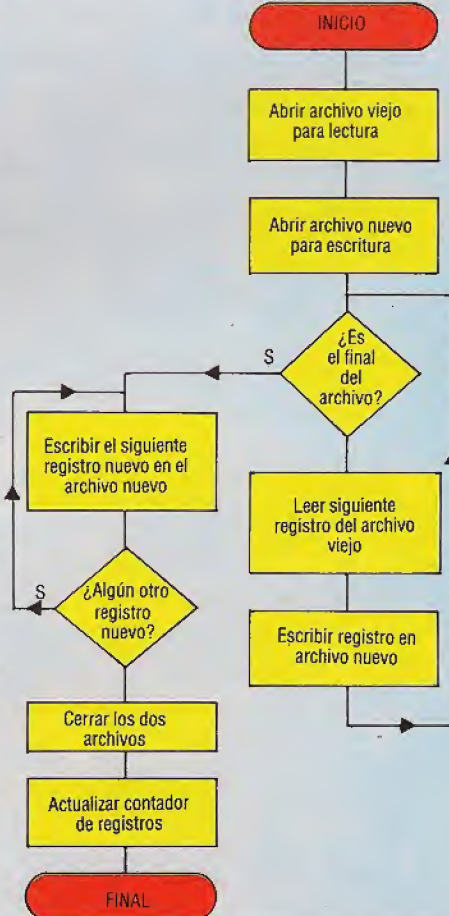 INICIO
Abrir archivo viejo
para lectura
Abrir archivo nuevo
para escritura
¿Es
el final
del
archivo?
S
Leer siguiente
registro del archivo
viejo
Escribir registro en
archivo nuevo
Escribir el siguiente
registro nuevo en el
archivo nuevo
¿Algún otro
registro
nuevo?
S
Cerrar los dos
archivos
Actualizar contador
de registros
FINAL